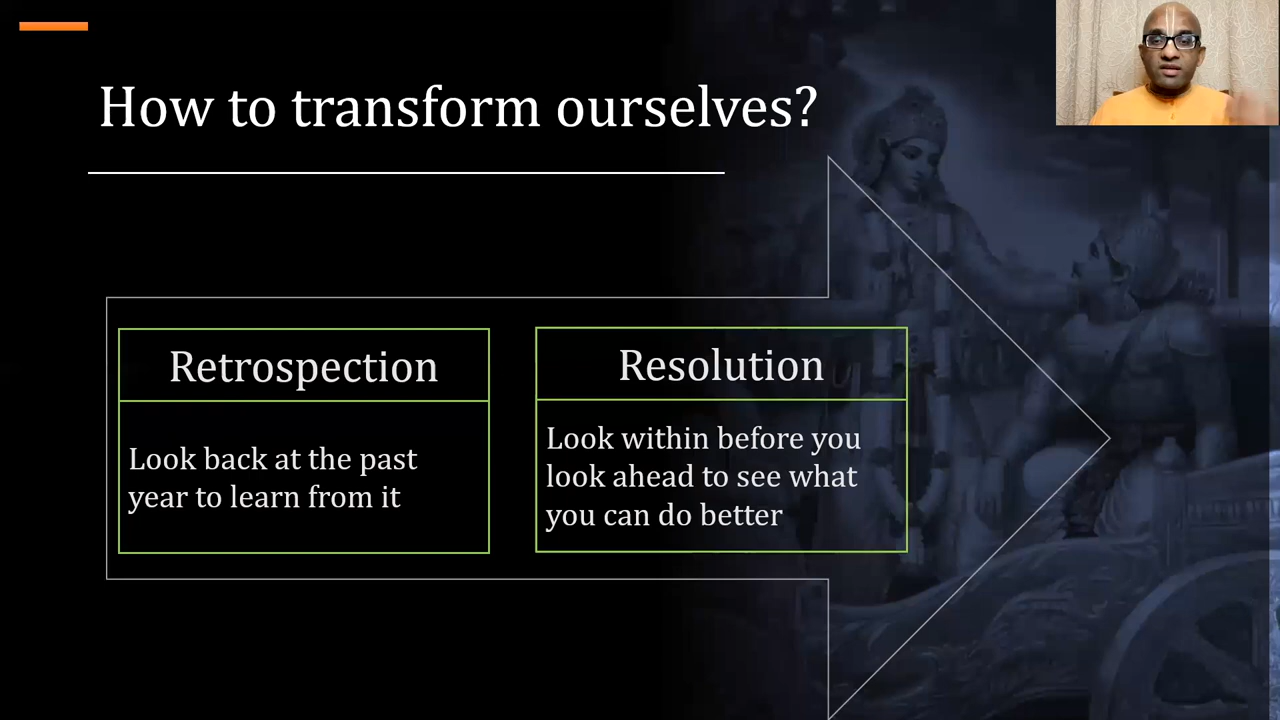 How to transform ourselves?
Retrospection
Look back at the past
year to learn from it
Resolution
Look within before you
look ahead to see what
you can do better